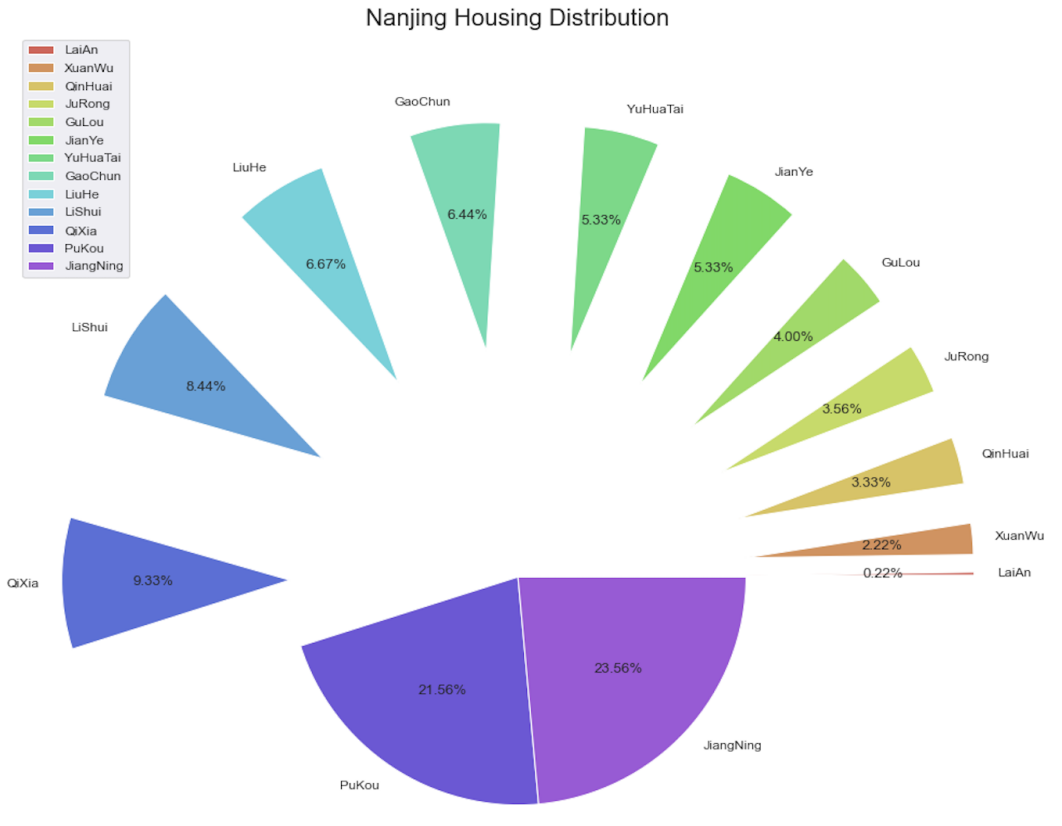 Nanjing Housing Distribution
LaiAn
XuanWu
QinHuai
JuRong
GuLou
JianYe
YuHuaTai
GaoChun
LiuHe
LiShui
QiXia
PuKou
JiangNing
GaoChun
6.44%
YuHuaTai
5.33%
LiuHe
6.67%
JianYe
5.33%
GuLou
4.00%
LiShui
8.44%
JuRong
3.56%
QinHuai
3.33%
XuanWu
2.22%
LaiAn
0.22%
QiXia
9.33%
23.56%
JiangNing
21.56%
PuKou